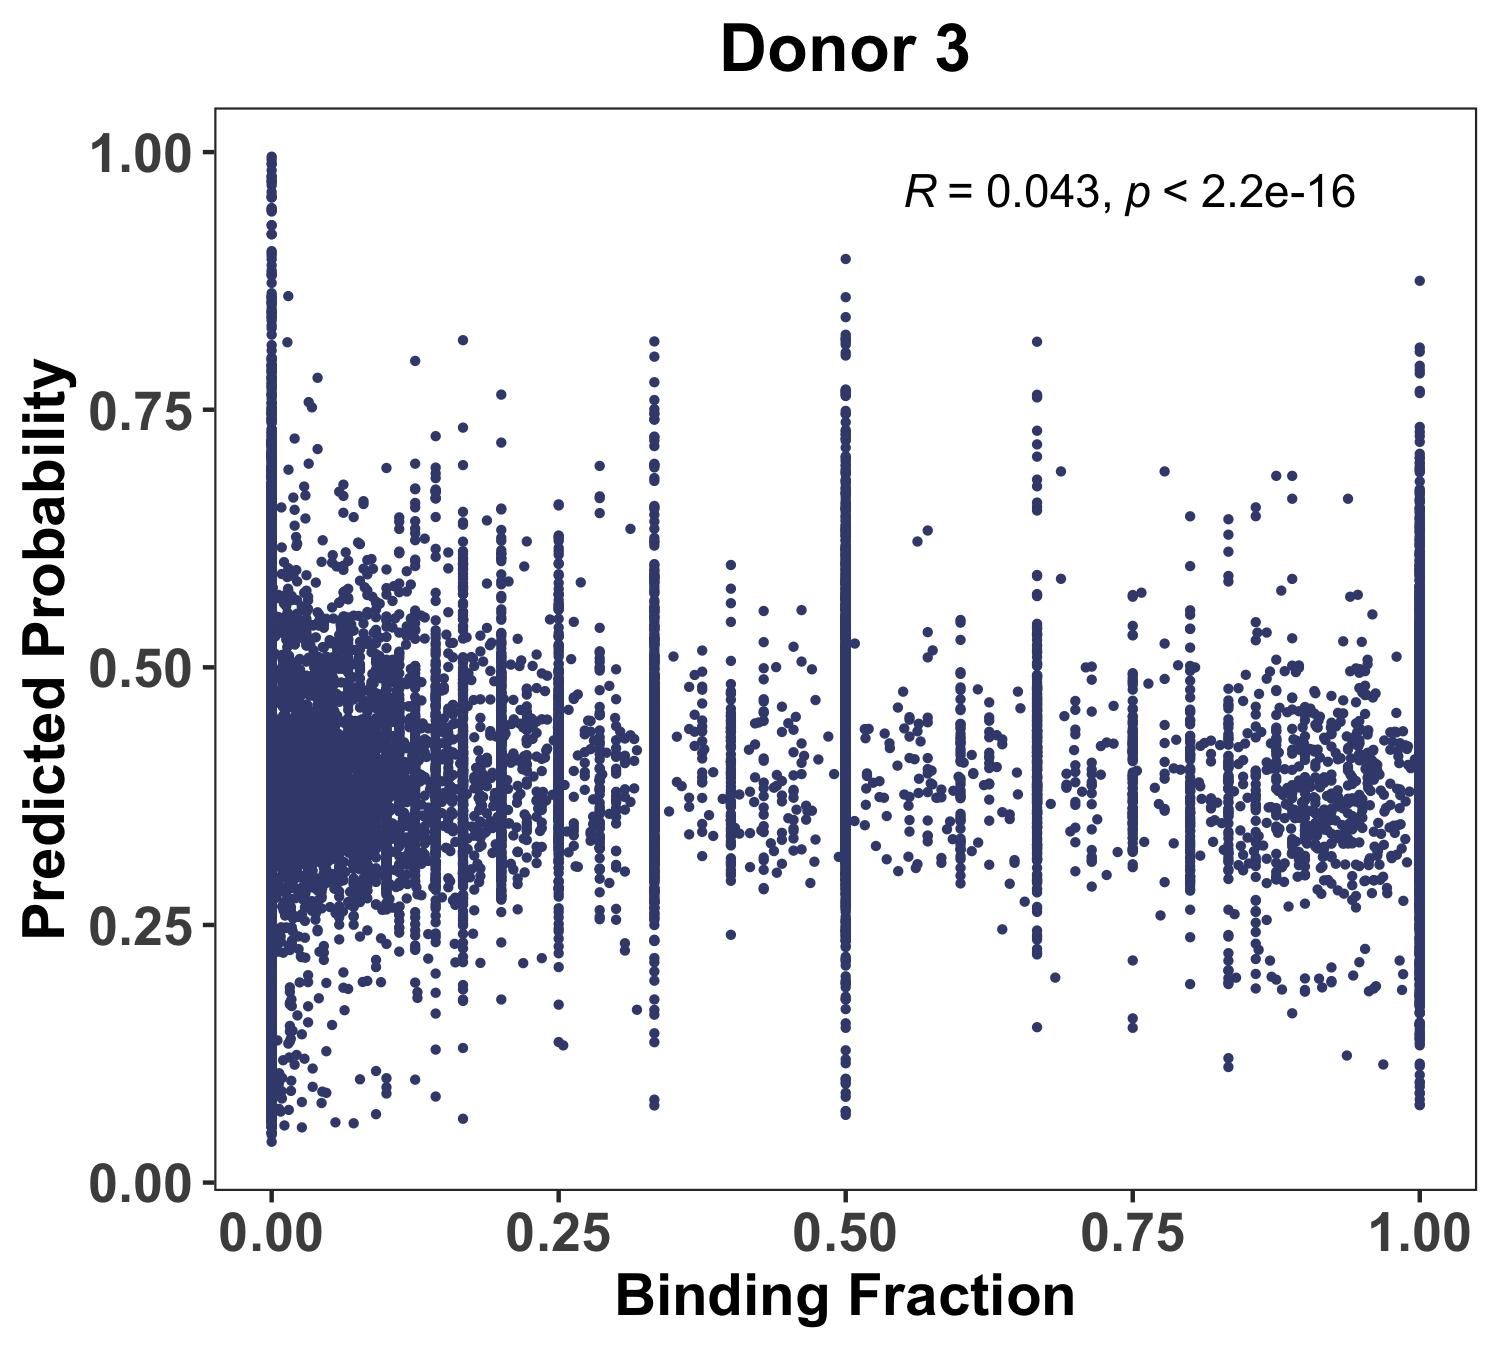 Donor 3
R = 0.043, p < 2.2e-16
Predicted Probability
1.00
0.75
0.50
0.25
0.00
0.00 0.25 0.50 0.75 1.00
Binding Fraction